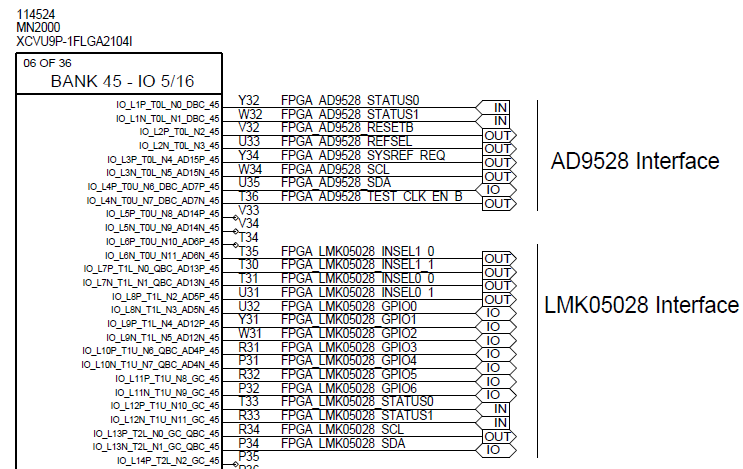 114524
MN2000
XCVU9P-1FLGA2104I
06 OF 36
BANK 45 - IO 5/16
IO_L1P_T0L_N0_DBC_45 Y32 FPGA_AD9528_STATUS0 IN
IO_L1N_T0L_N1_DBC_45 W32 FPGA_AD9528_STATUS1 IN
IO_L2P_T0L_N2_45 V32 FPGA_AD9528_RESETB OUT
IO_L2N_T0L_N3_45 U33 FPGA_AD9528_REFSEL OUT
IO_L3P_T0L_N4_AD15P_45 Y34 FPGA_AD9528_SYSREF_REQ OUT
IO_L3N_T0L_N5_AD15N_45 W34 FPGA_AD9528_SCL OUT
IO_L4P_T0U_N6_DBC_AD7P_45 U35 FPGA_AD9528_SDA IO
IO_L4N_T0U_N7_DBC_AD7N_45 T36 FPGA_AD9528_TEST_CLK_EN_B OUT
AD9528 Interface
IO_L5P_T0U_N8_AD14P_45 V33
IO_L5N_T0U_N9_AD14N_45 V34
IO_L6P_T0U_N10_AD6P_45 T34
IO_L6N_T0U_N11_AD6N_45 T35 FPGA_LMK05028_INSEL1_0 OUT
IO_L7P_T1L_N0_QBC_AD13P_45 T30 FPGA_LMK05028_INSEL1_1 OUT
IO_L7N_T1L_N1_QBC_AD13N_45 T31 FPGA_LMK05028_INSEL0_0 OUT
IO_L8P_T1L_N2_AD5P_45 U31 FPGA_LMK05028_INSEL0_1 OUT
IO_L8N_T1L_N3_AD5N_45 U32 FPGA_LMK05028_GPIO0 IO
IO_L9P_T1L_N4_AD12P_45 Y31 FPGA_LMK05028_GPIO1 IO
IO_L9N_T1L_N5_AD12N_45 W31 FPGA_LMK05028_GPIO2 IO
IO_L10P_T1U_N6_QBC_AD4P_45 R31 FPGA_LMK05028_GPIO3 IO
IO_L10N_T1U_N7_QBC_AD4N_45 P31 FPGA_LMK05028_GPIO4 IO
IO_L11P_T1U_N8_GC_45 R32 FPGA_LMK05028_GPIO5 IO
IO_L11N_T1U_N9_GC_45 P32 FPGA_LMK05028_GPIO6 IO
IO_L12P_T1U_N10_GC_45 T33 FPGA_LMK05028_STATUS0 IN
IO_L12N_T1U_N11_GC_45 R33 FPGA_LMK05028_STATUS1 IN
IO_L13P_T2L_N0_GC_QBC_45 R34 FPGA_LMK05028_SCL OUT
IO_L13N_T2L_N1_GC_QBC_45 P34 FPGA_LMK05028_SDA IO
LMK05028 Interface
IO_L14P_T2L_N2_GC_45 P35